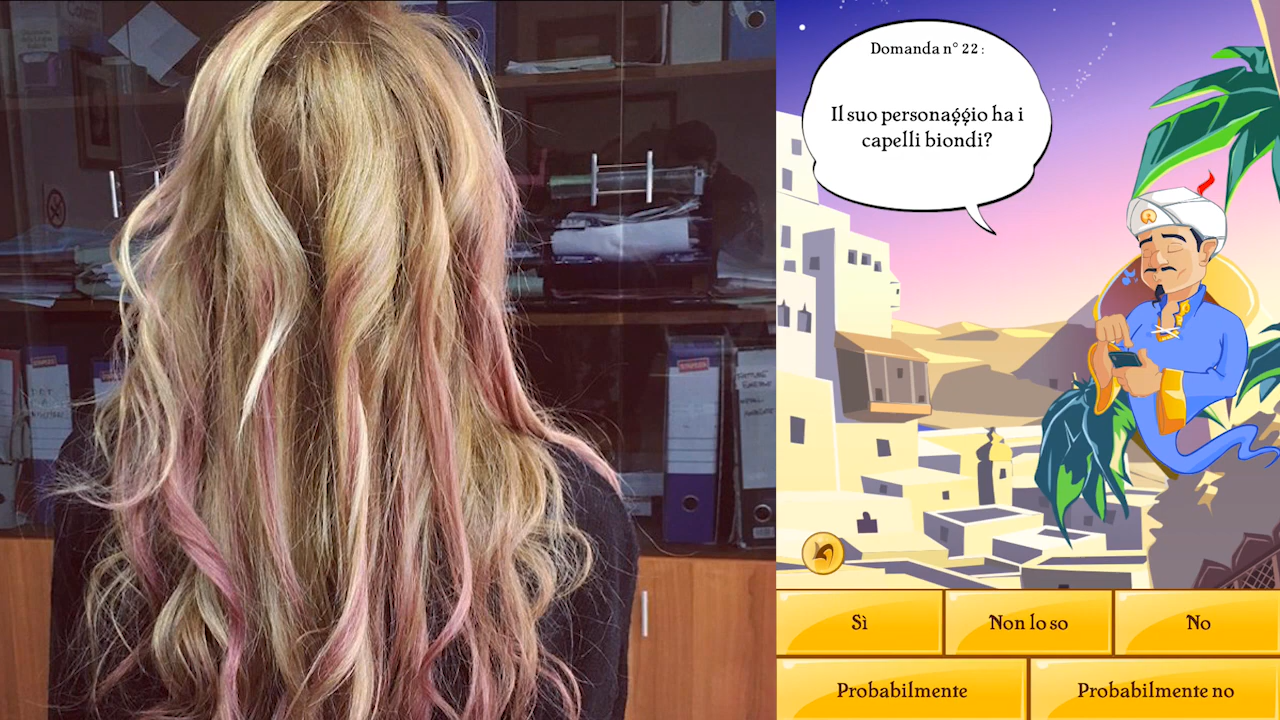 Domanda n° 22 :
Il suo personaggio ha i
capelli biondi?
Sì
Non lo so
No
Probabilmente
Probabilmente no